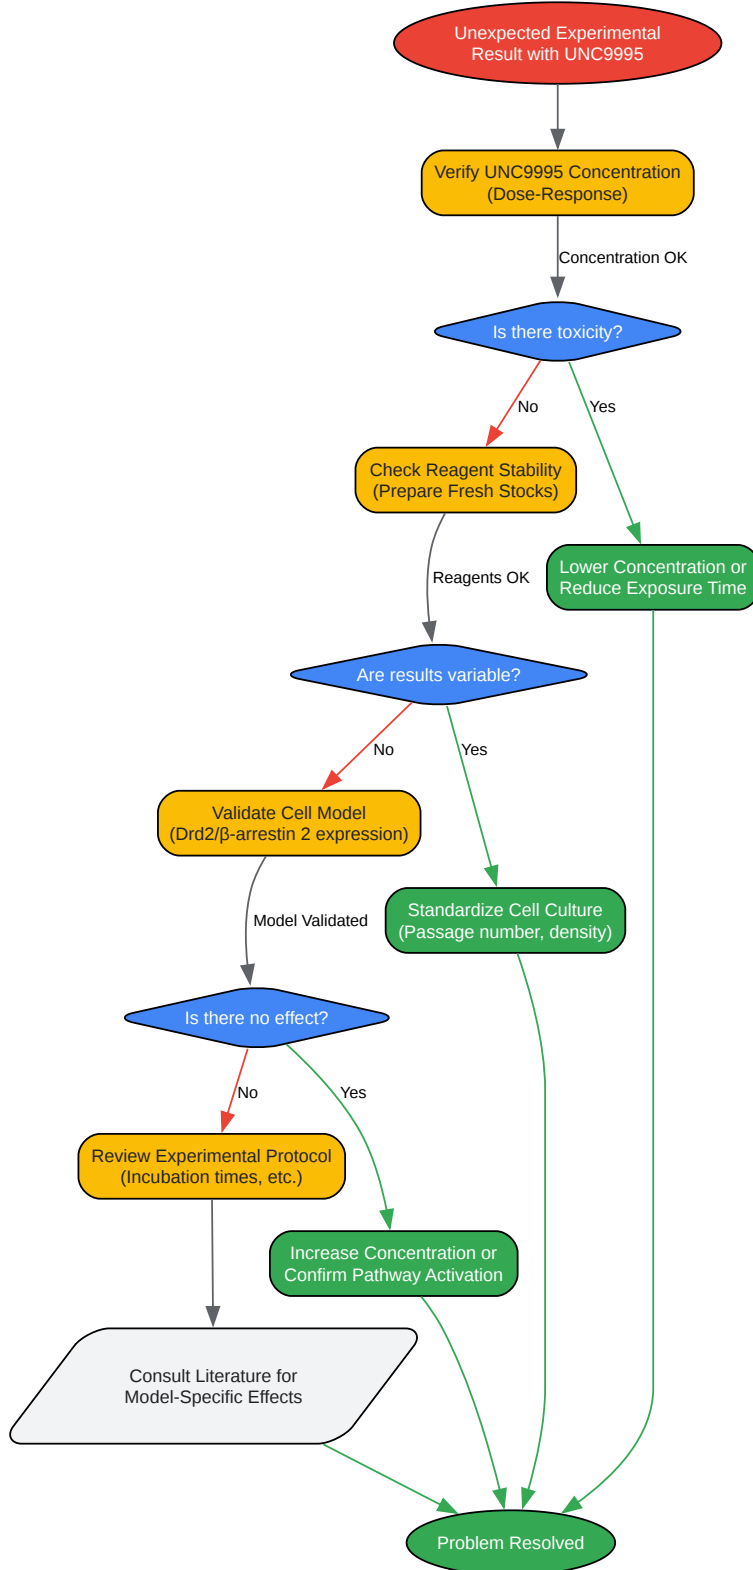 Unexpected Experimental
Result with UNC9995
Verify UNC9995 Concentration
(Dose-Response)
Concentration OK
Is there toxicity?
No
Yes
Check Reagent Stability
(Prepare Fresh Stocks)
Lower Concentration or
Reduce Exposure Time
Reagents OK
Are results variable?
No
Yes
Validate Cell Model
(Drd2/β-arrestin 2 expression)
Standardize Cell Culture
(Passage number, density)
Model Validated
Is there no effect?
No
Yes
Review Experimental Protocol
(Incubation times, etc.)
Increase Concentration or
Confirm Pathway Activation
Consult Literature for
Model-Specific Effects
Problem Resolved